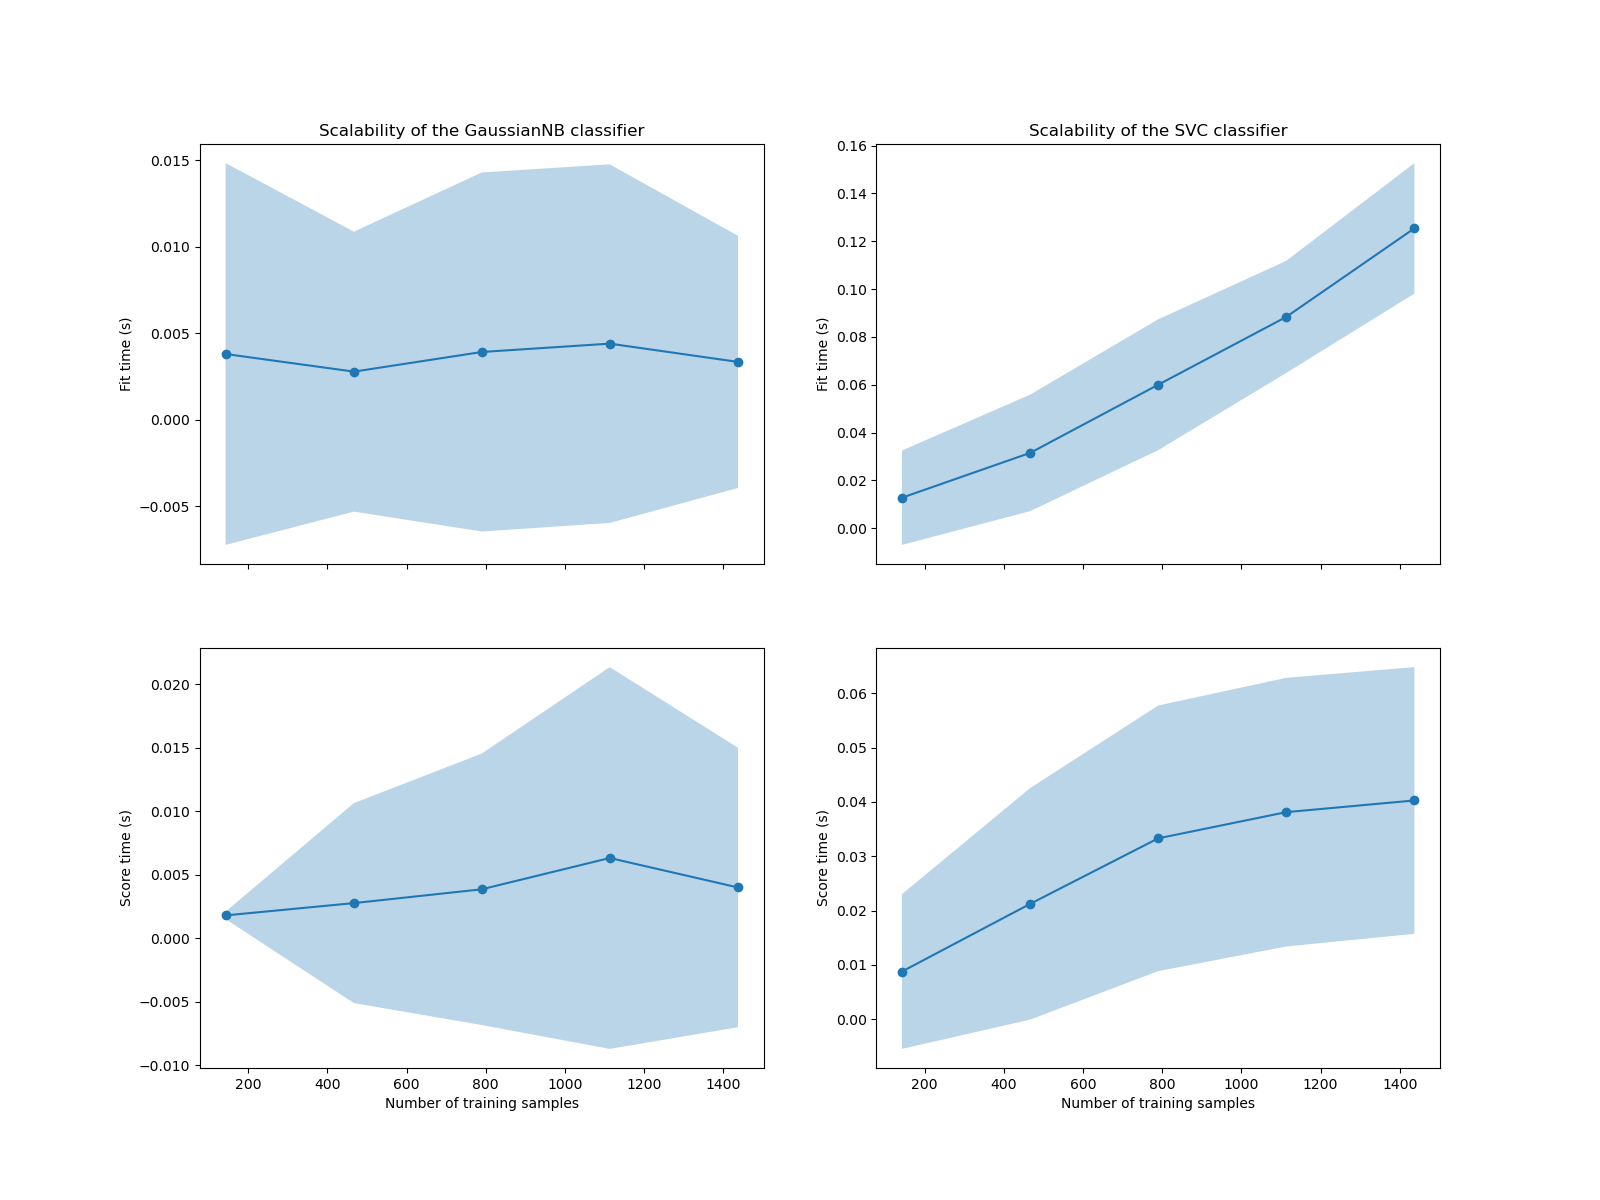 Scalability of the GaussianNB classifier
0.015
0.010
0.005
0.000
−0.005
Fit time (s)
Scalability of the SVC classifier
0.16
0.14
0.12
0.10
0.08
0.06
0.04
0.02
0.00
Fit time (s)
0.020
0.015
0.010
0.005
0.000
−0.005
−0.010
Score time (s)
200 400 600 800 1000 1200 1400
Number of training samples
0.06
0.05
0.04
0.03
0.02
0.01
0.00
Score time (s)
200 400 600 800 1000 1200 1400
Number of training samples